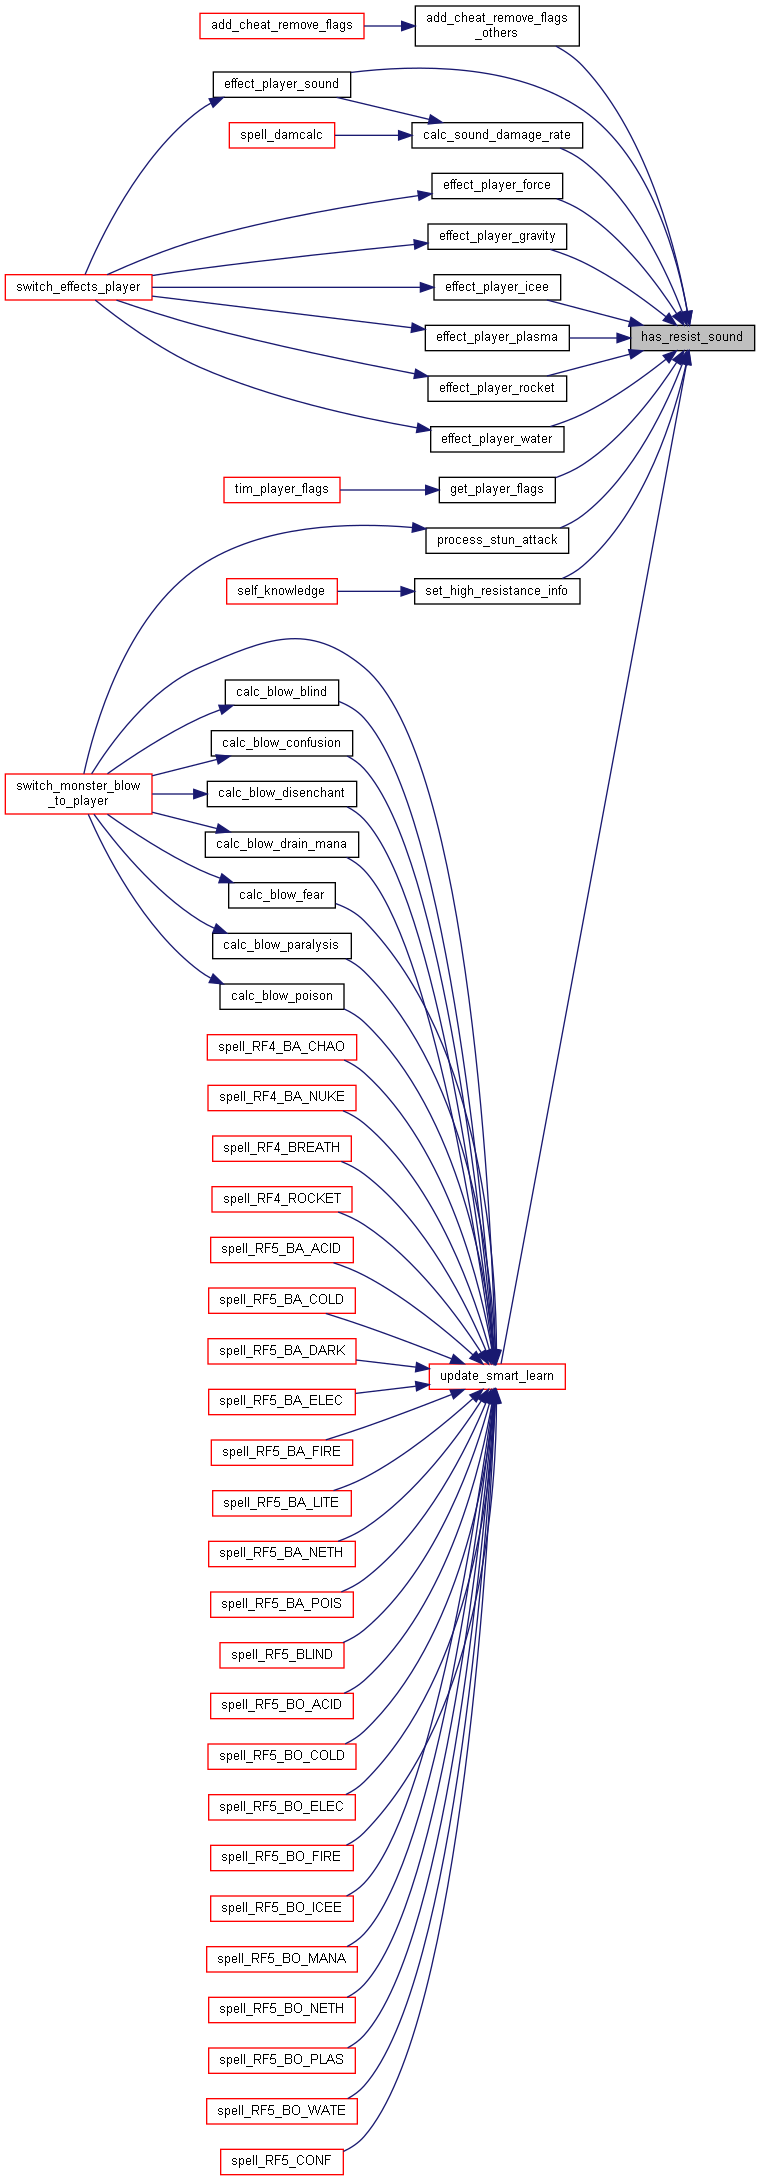 add_cheat_remove_flags
add_cheat_remove_flags
_others
effect_player_sound
spell_damcalc
calc_sound_damage_rate
effect_player_force
effect_player_gravity
switch_effects_player
effect_player_icee
effect_player_plasma
has_resist_sound
effect_player_rocket
effect_player_water
tim_player_flags
get_player_flags
process_stun_attack
self_knowledge
set_high_resistance_info
calc_blow_blind
calc_blow_confusion
switch_monster_blow
_to_player
calc_blow_disenchant
calc_blow_drain_mana
calc_blow_fear
calc_blow_paralysis
calc_blow_poison
spell_RF4_BA_CHAO
spell_RF4_BA_NUKE
spell_RF4_BREATH
spell_RF4_ROCKET
spell_RF5_BA_ACID
spell_RF5_BA_COLD
spell_RF5_BA_DARK
update_smart_learn
spell_RF5_BA_ELEC
spell_RF5_BA_FIRE
spell_RF5_BA_LITE
spell_RF5_BA_NETH
spell_RF5_BA_POIS
spell_RF5_BLIND
spell_RF5_BO_ACID
spell_RF5_BO_COLD
spell_RF5_BO_ELEC
spell_RF5_BO_FIRE
spell_RF5_BO_ICEE
spell_RF5_BO_MANA
spell_RF5_BO_NETH
spell_RF5_BO_PLAS
spell_RF5_BO_WATE
spell_RF5_CONF